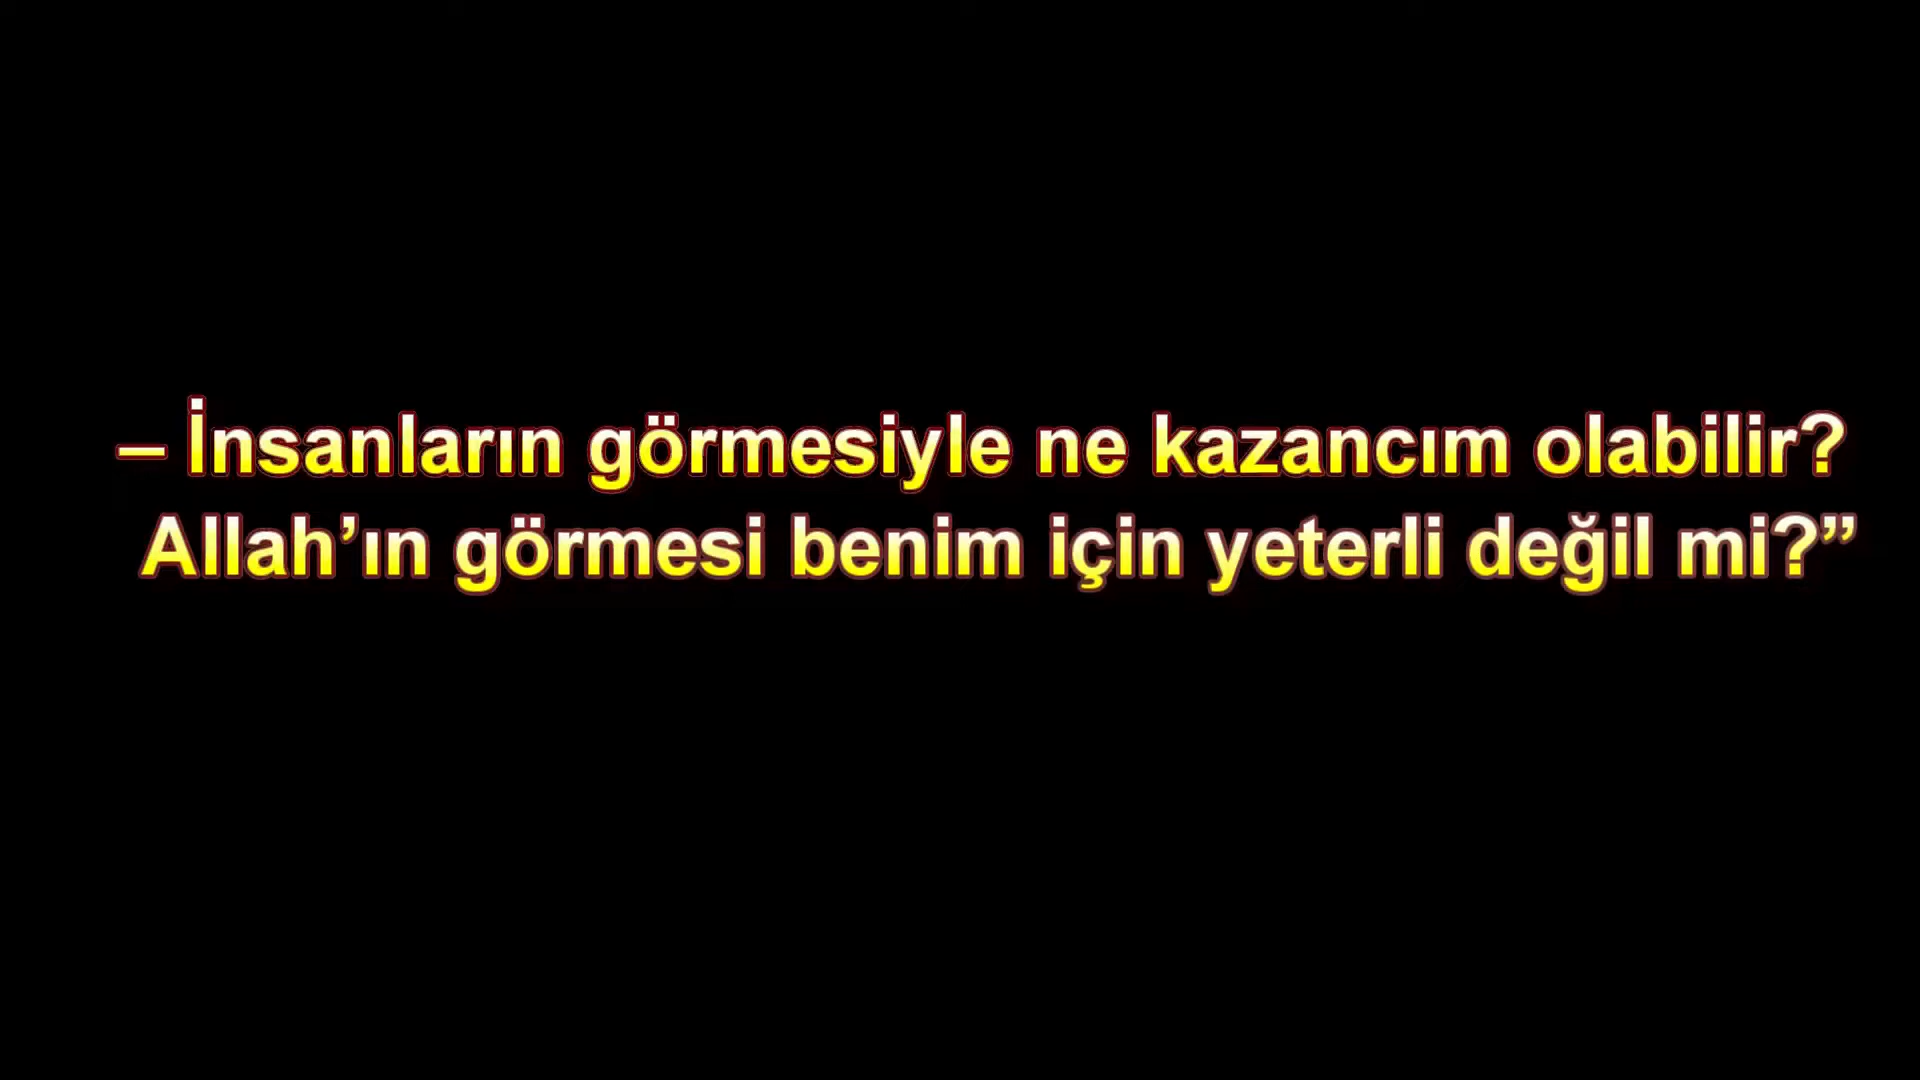 – İnsanların görmesiyle ne kazancım olabilir?
Allah’ın görmesi benim için yeterli değil mi?”